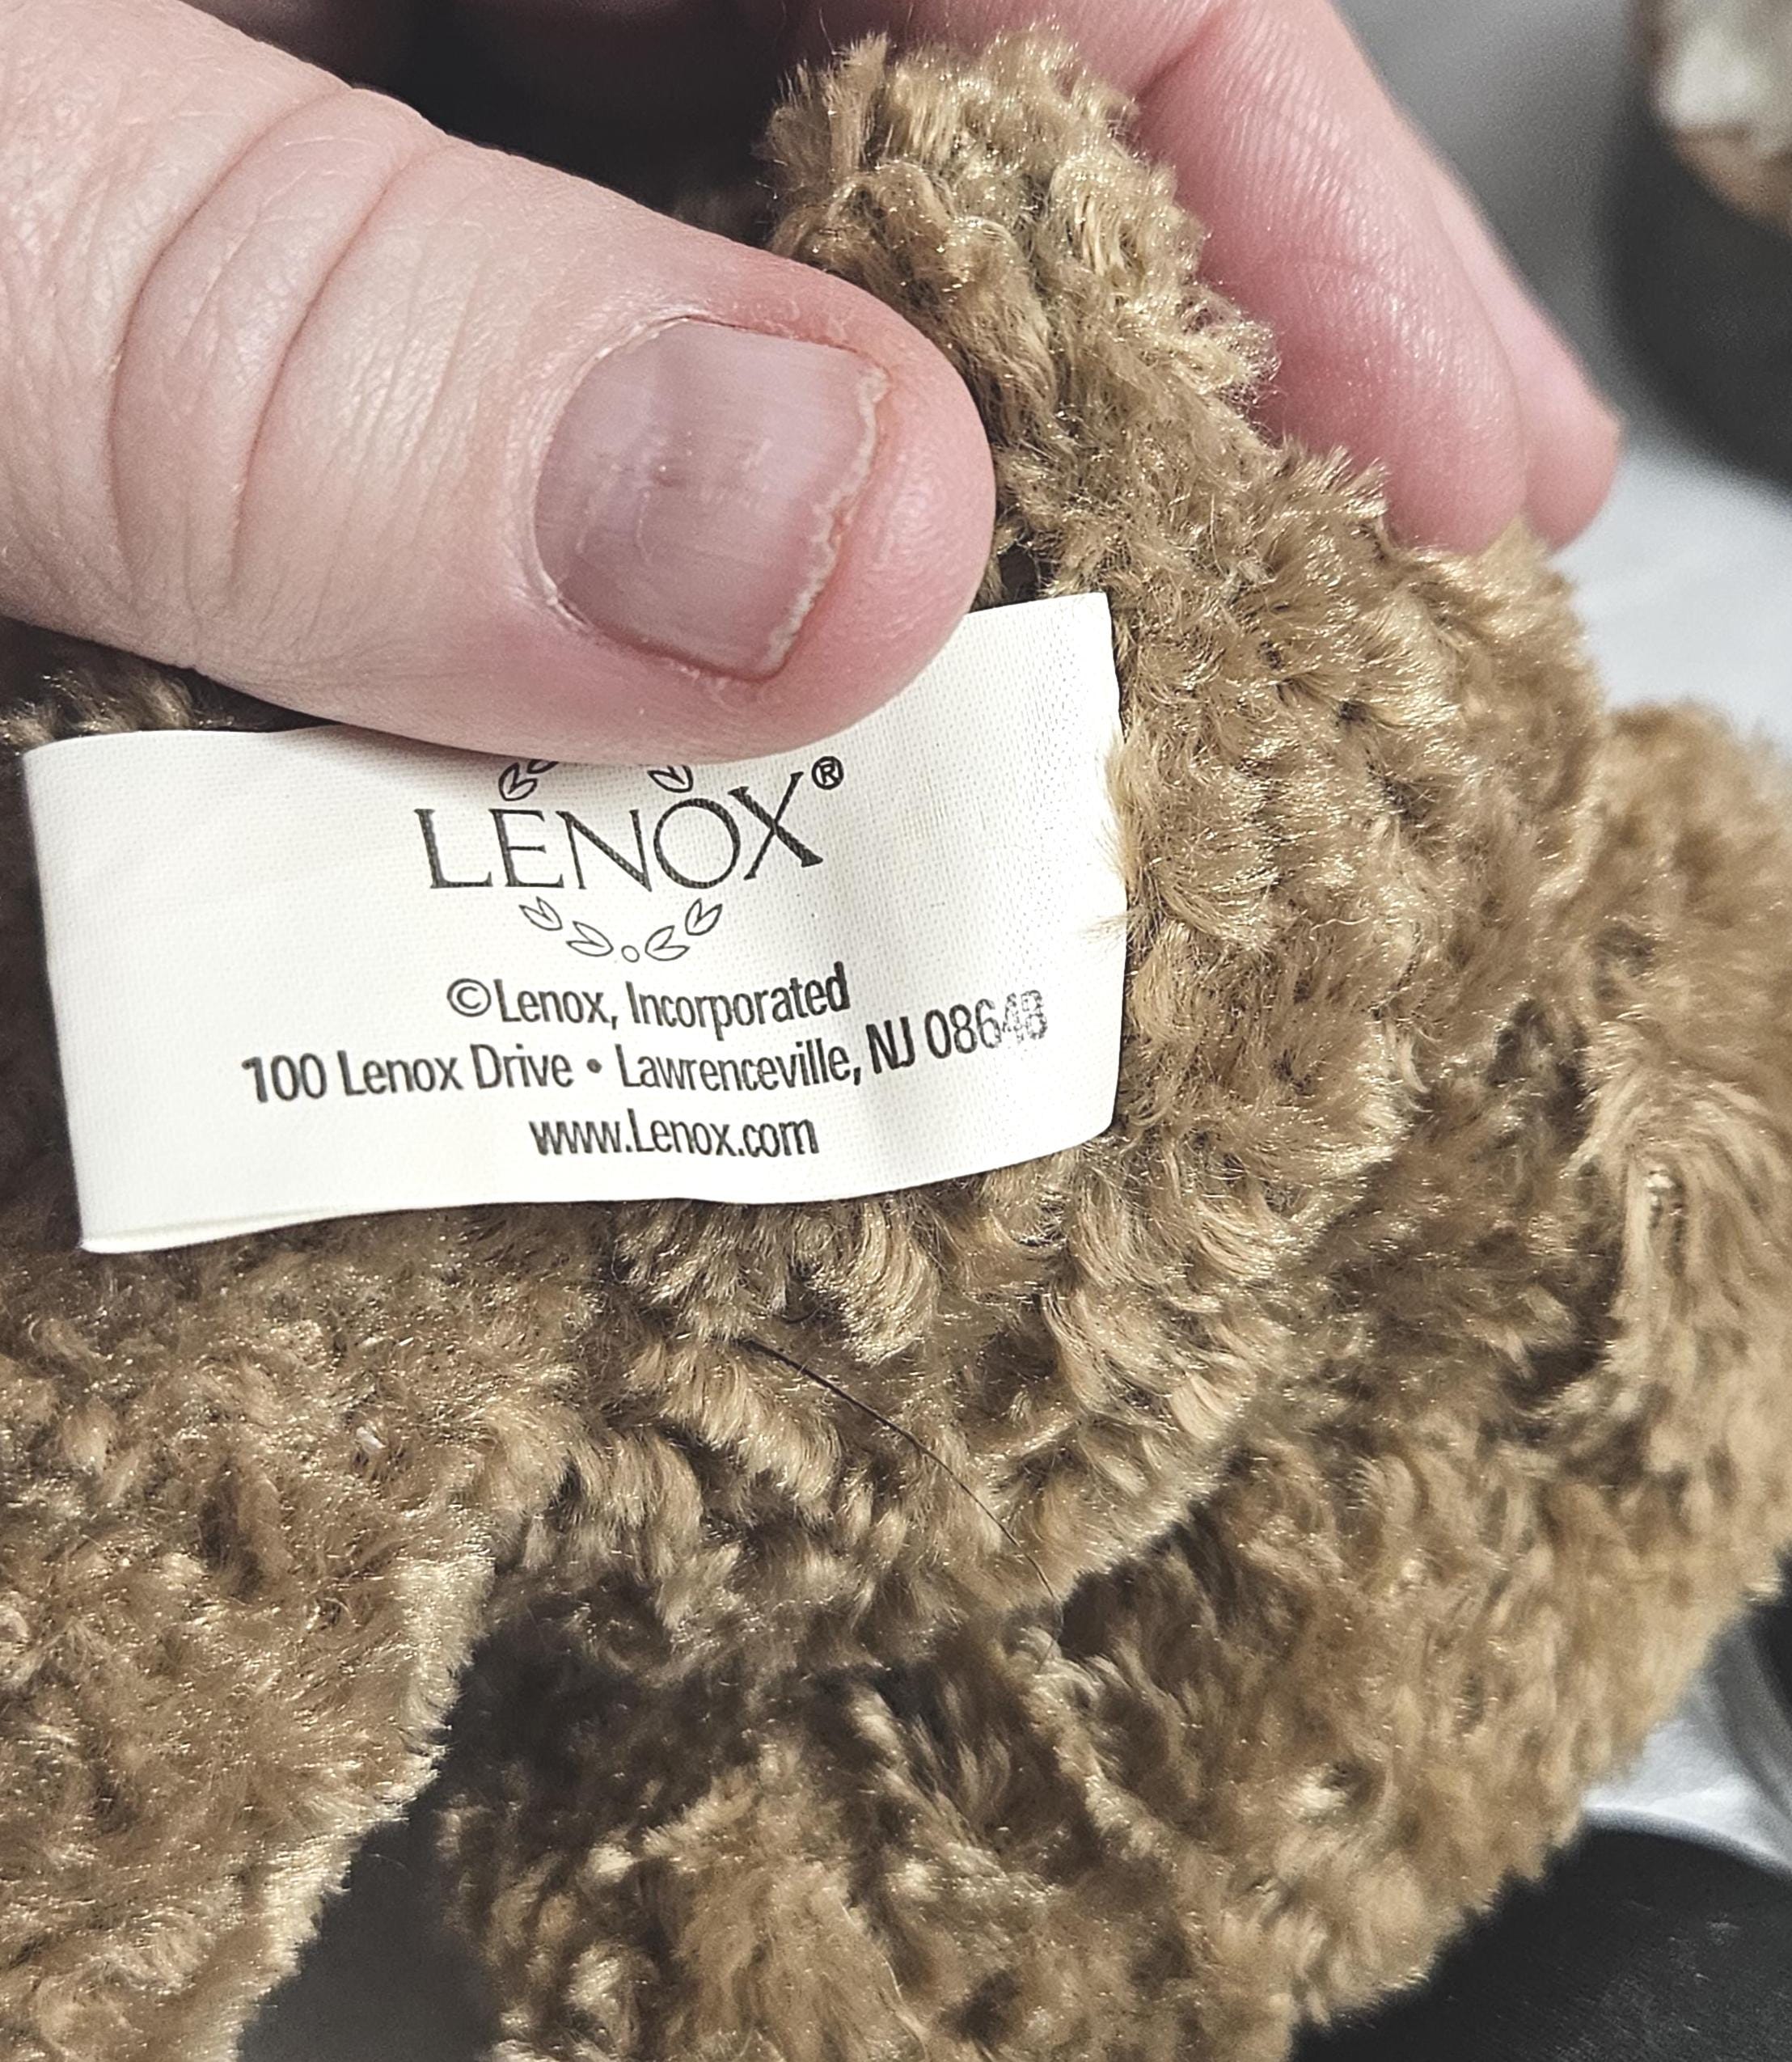 LENOX®
©Lenox, Incorporated
100 Lenox Drive • Lawrenceville, NJ 08648
www.Lenox.com